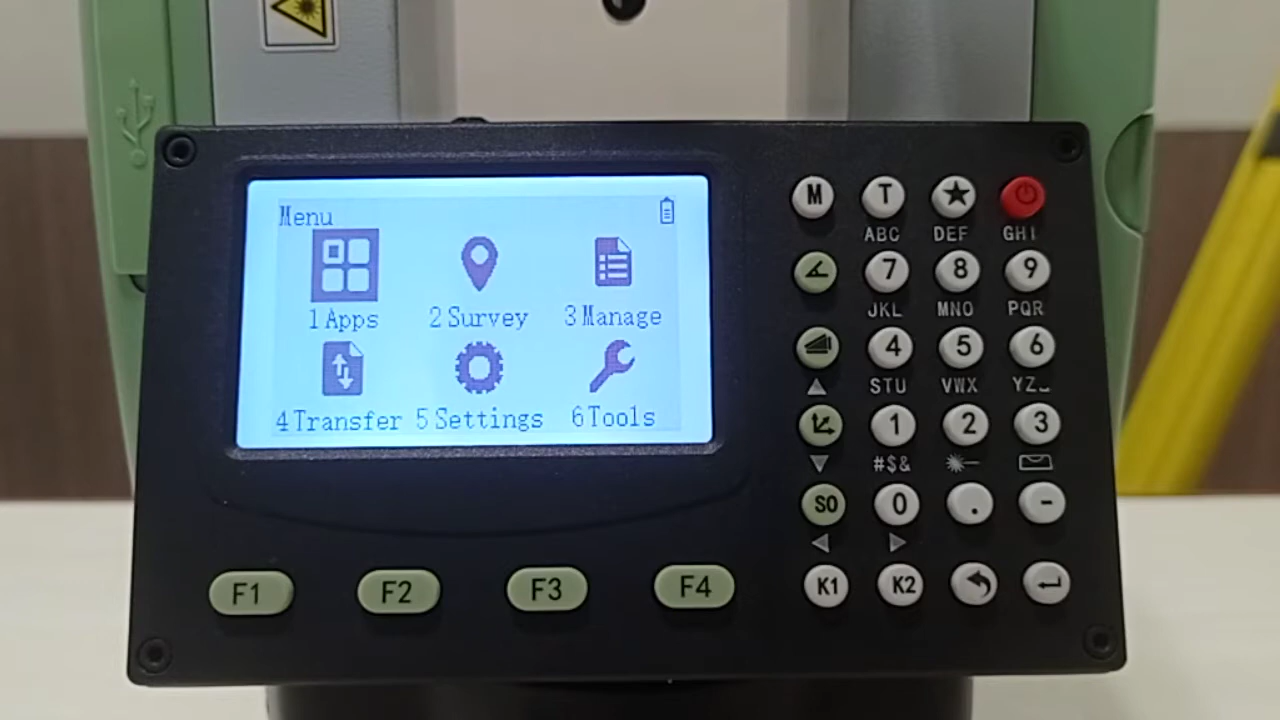 Menu
1 Apps 2 Survey 3 Manage
4 Transfer 5 Settings 6 Tools
M T
ABC DEF GHI
7 8 9
JKL MNO PQR
4 5 6
STU VWX YZ_
1 2 3
#$&
SO 0 . -
F1 F2 F3 F4 K1 K2